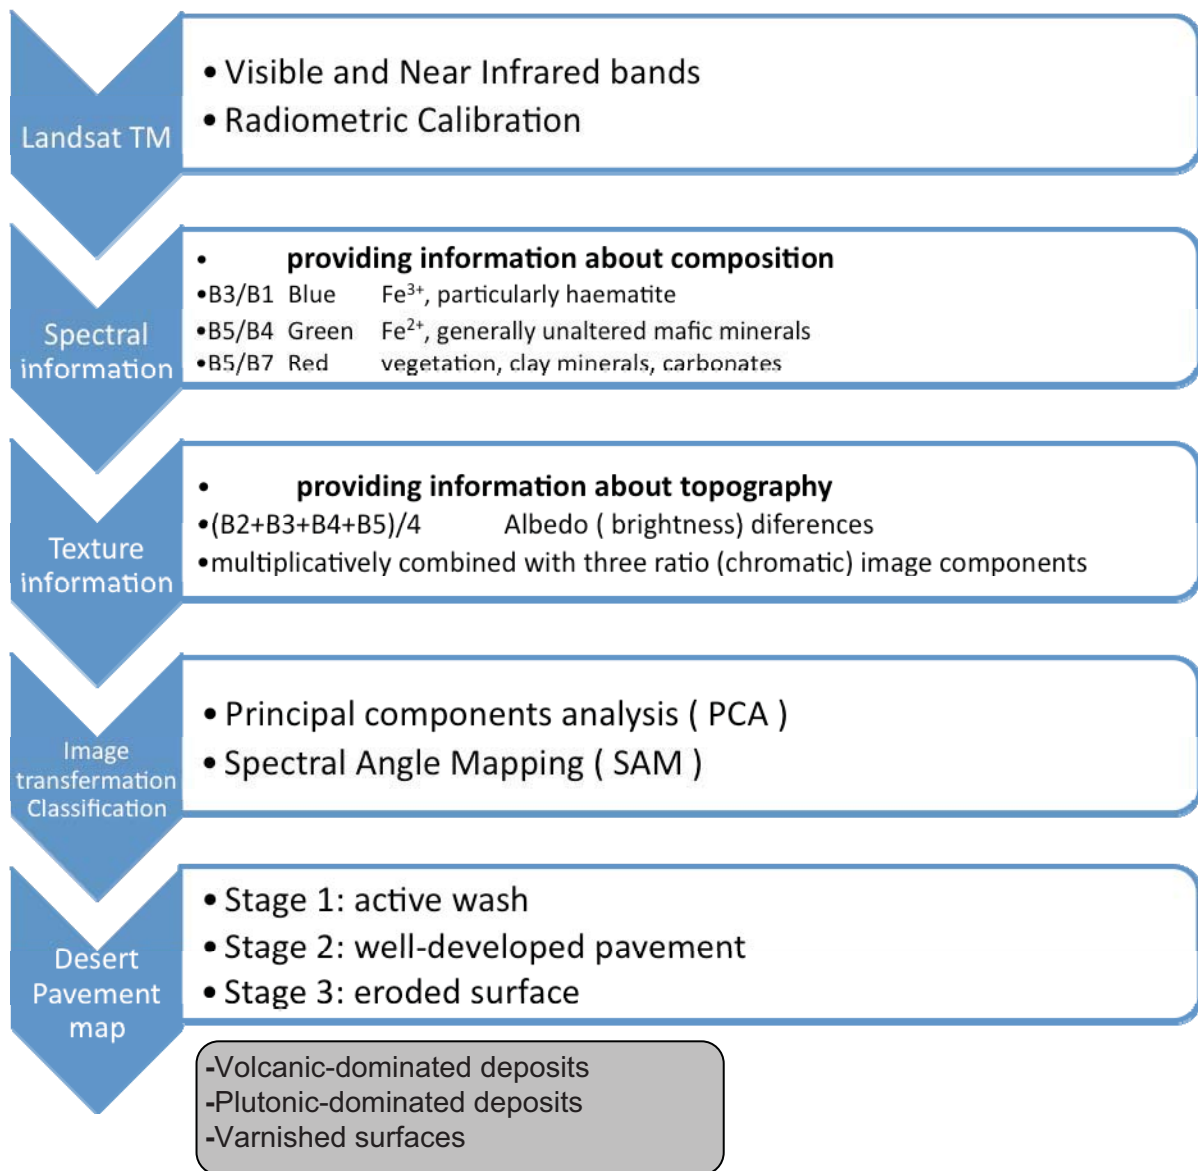 Landsat TM
• Visible and Near Infrared bands
• Radiometric Calibration
Spectral
information
• providing information about composition
•B3/B1 Blue Fe³⁺, particularly haematite
•B5/B4 Green Fe²⁺, generally unaltered mafic minerals
•B5/B7 Red vegetation, clay minerals, carbonates
Texture
information
• providing information about topography
•(B2+B3+B4+B5)/4 Albedo ( brightness) diferences
•multiplicatively combined with three ratio (chromatic) image components
Image
transfermation
Classification
• Principal components analysis ( PCA )
• Spectral Angle Mapping ( SAM )
Desert
Pavement
map
• Stage 1: active wash
• Stage 2: well-developed pavement
• Stage 3: eroded surface
-Volcanic-dominated deposits
-Plutonic-dominated deposits
-Varnished surfaces